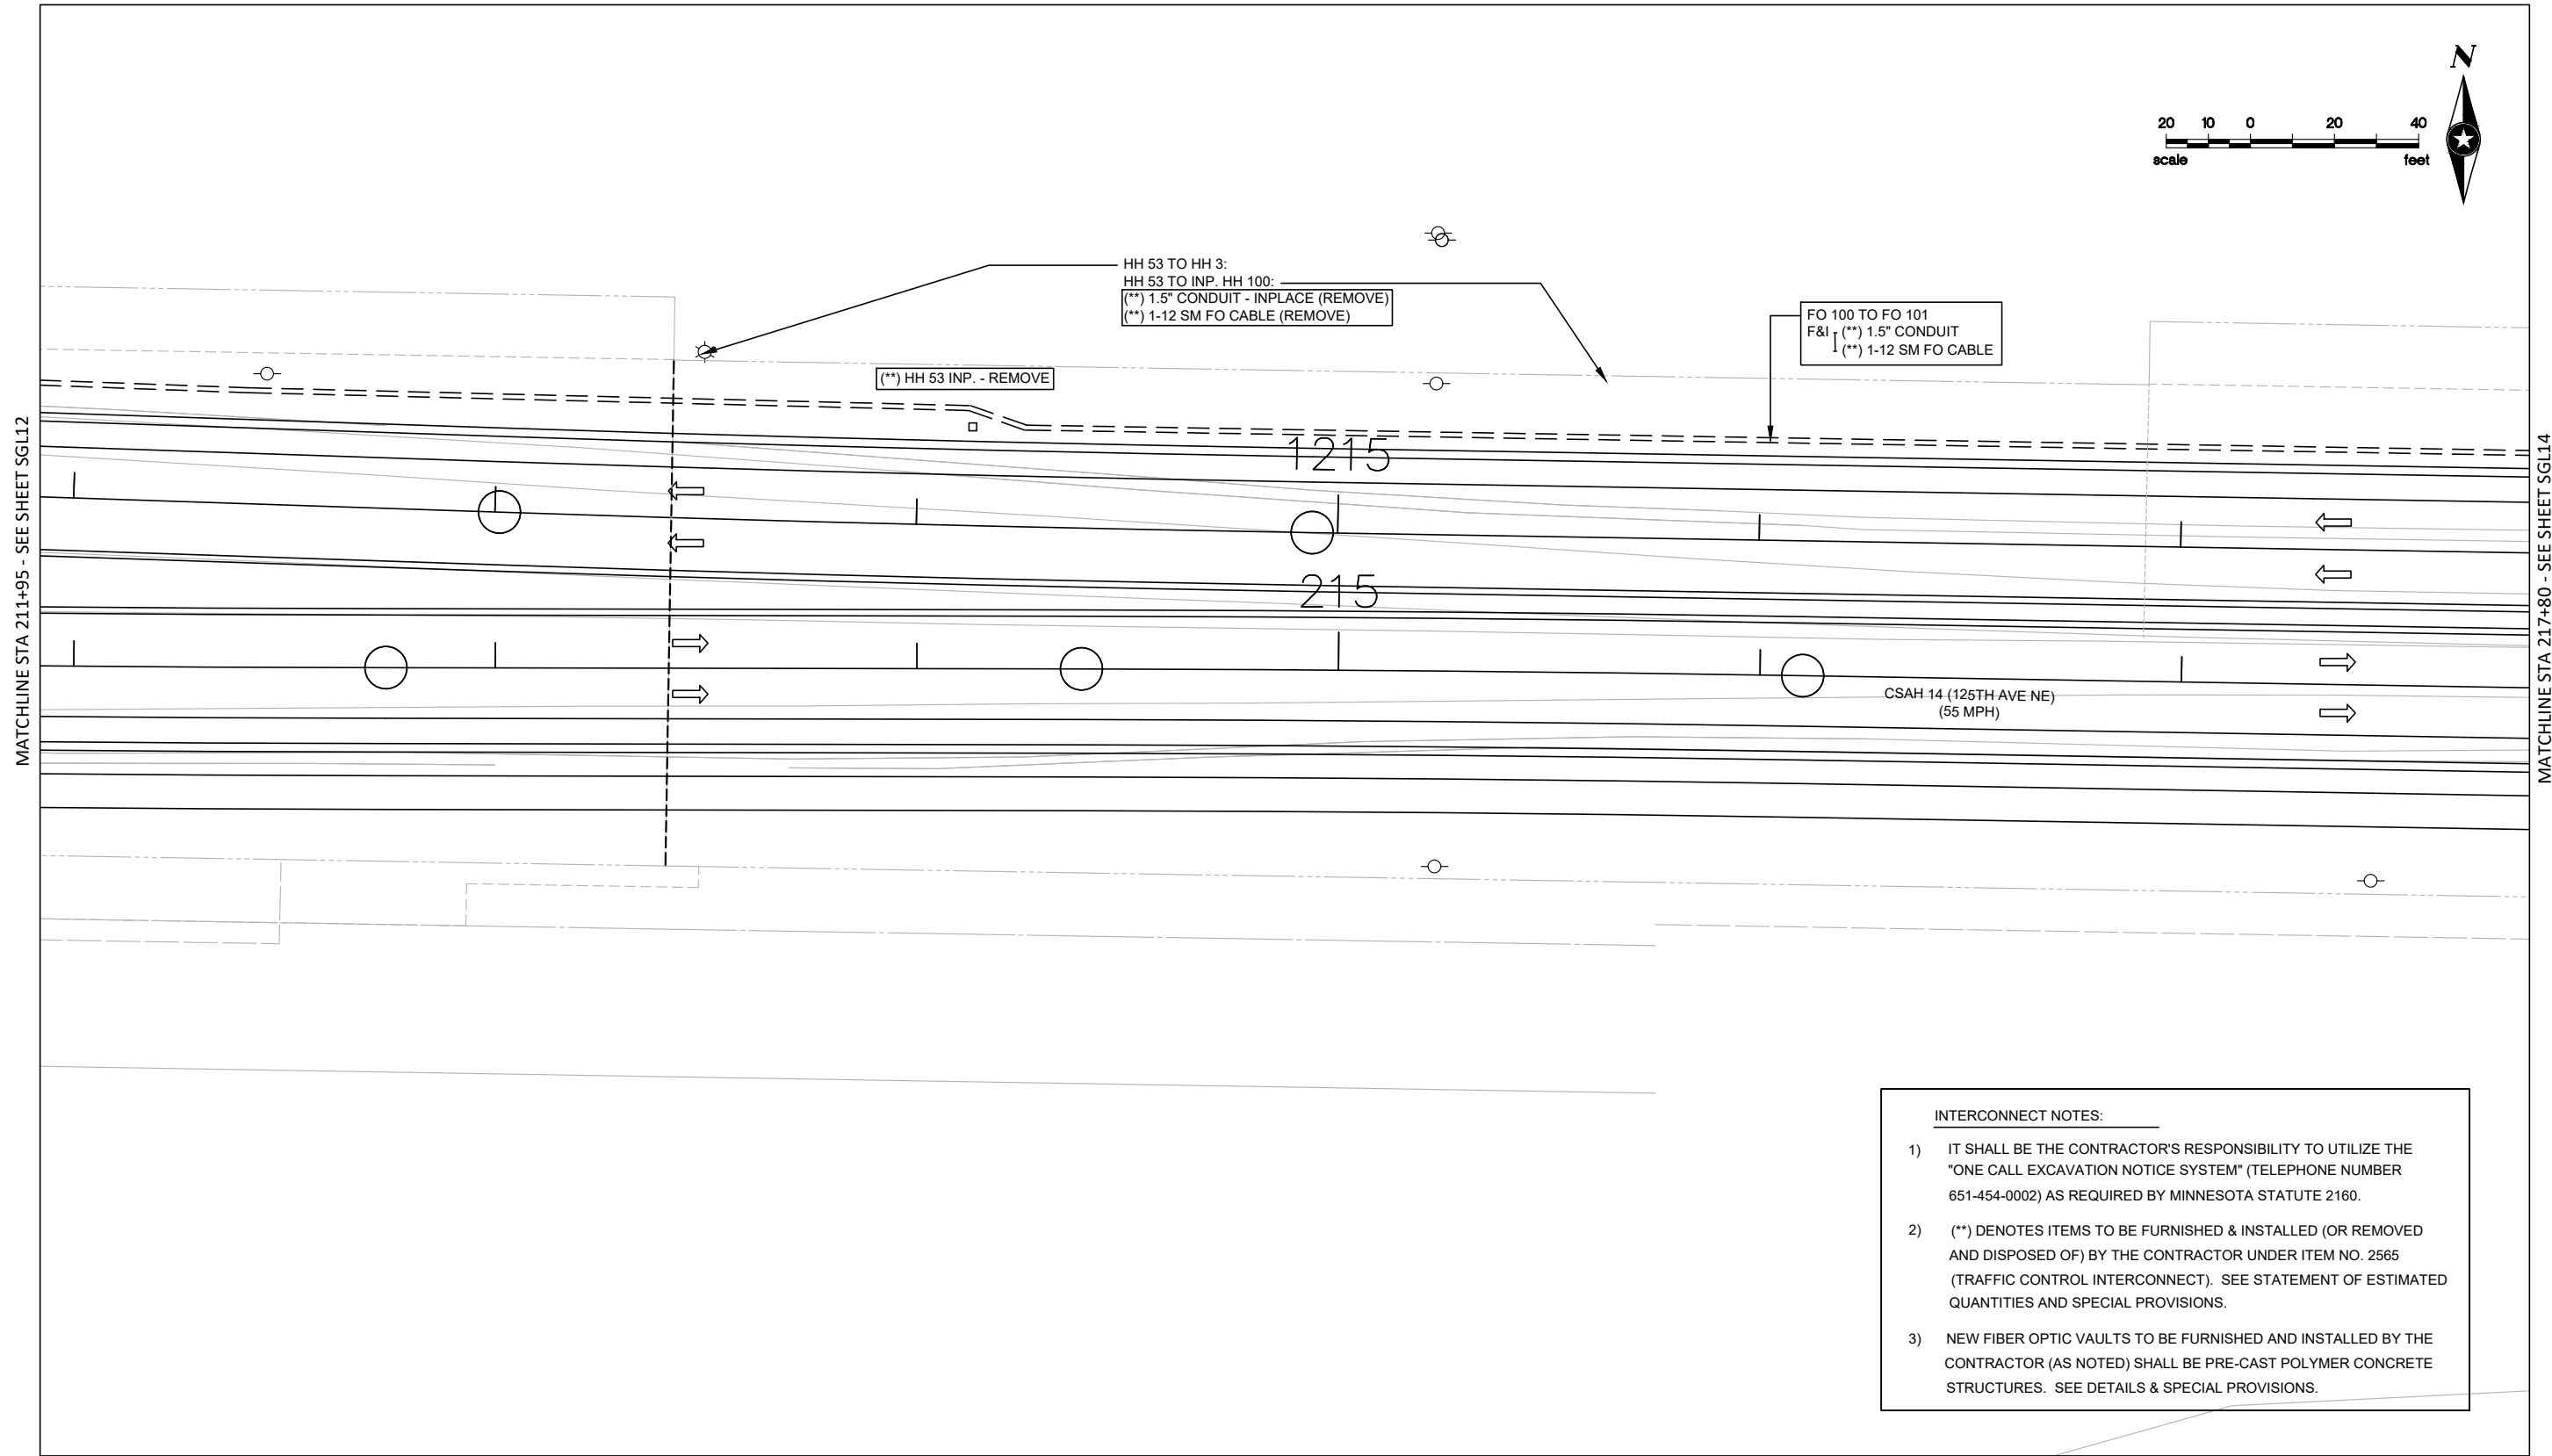 N
20 10 0 20 40
scale feet
HH 53 TO HH 3:
HH 53 TO INP. HH 100:
(**) 1.5" CONDUIT - INPLACE (REMOVE)
(**) 1-12 SM FO CABLE (REMOVE)
FO 100 TO FO 101
F&I (**) 1.5" CONDUIT
(**) 1-12 SM FO CABLE
(**) HH 53 INP. - REMOVE
MATCHLINE STA 211+95 - SEE SHEET SGL12
MATCHLINE STA 217+80 - SEE SHEET SGL14
1215
215
CSAH 14 (125TH AVE NE)
(55 MPH)
INTERCONNECT NOTES:
1) IT SHALL BE THE CONTRACTOR'S RESPONSIBILITY TO UTILIZE THE
"ONE CALL EXCAVATION NOTICE SYSTEM" (TELEPHONE NUMBER
651-454-0002) AS REQUIRED BY MINNESOTA STATUTE 2160.
2) (**) DENOTES ITEMS TO BE FURNISHED & INSTALLED (OR REMOVED
AND DISPOSED OF) BY THE CONTRACTOR UNDER ITEM NO. 2565
(TRAFFIC CONTROL INTERCONNECT). SEE STATEMENT OF ESTIMATED
QUANTITIES AND SPECIAL PROVISIONS.
3) NEW FIBER OPTIC VAULTS TO BE FURNISHED AND INSTALLED BY THE
CONTRACTOR (AS NOTED) SHALL BE PRE-CAST POLYMER CONCRETE
STRUCTURES. SEE DETAILS & SPECIAL PROVISIONS.